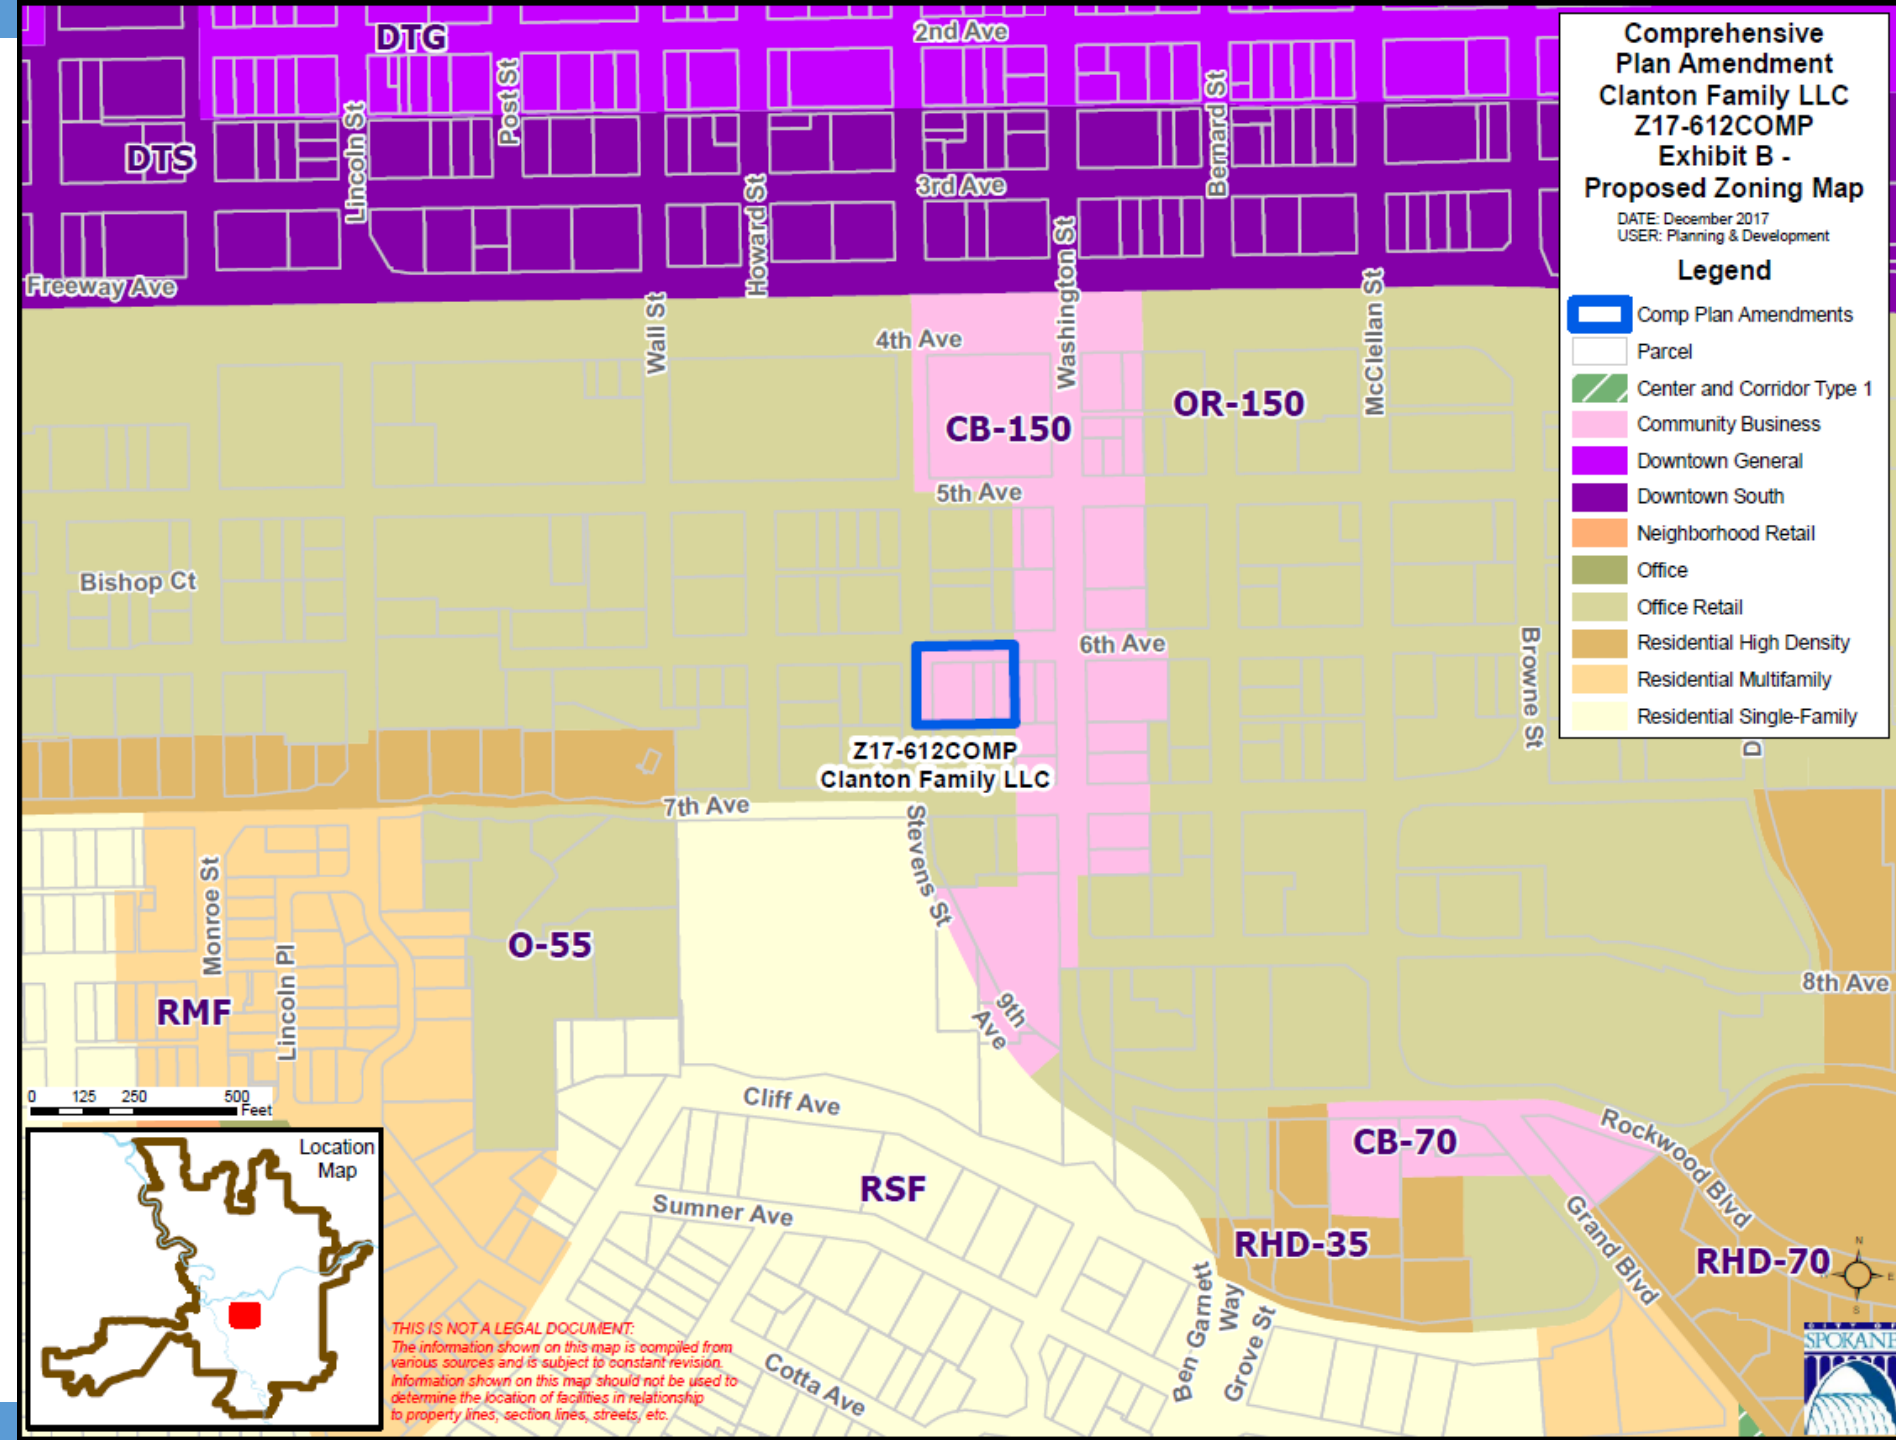 DTG
2nd Ave
Post St
Lincoln St
DTS
Bernard St
3rd Ave
Howard St
Washington St
Freeway Ave
Wall St
4th Ave
McClellan St
CB-150
OR-150
5th Ave
Bishop Ct
6th Ave
Browne St
D
Z17-612COMP
Clanton Family LLC
7th Ave
Stevens St
Monroe St
O-55
Lincoln Pl
RMF
8th Ave
9th
Ave
Cliff Ave
CB-70
Rockwood Blvd
RSF
Sumner Ave
Grand Blvd
RHD-35
RHD-70
Ben Garnett
Way
Grove St
Cotta Ave
Comprehensive
Plan Amendment
Clanton Family LLC
Z17-612COMP
Exhibit B -
Proposed Zoning Map
DATE: December 2017
USER: Planning & Development
Legend
Comp Plan Amendments
Parcel
Center and Corridor Type 1
Community Business
Downtown General
Downtown South
Neighborhood Retail
Office
Office Retail
Residential High Density
Residential Multifamily
Residential Single-Family
0 125 250 500
Feet
Location
Map
THIS IS NOT A LEGAL DOCUMENT:
The information shown on this map is compiled from
various sources and is subject to constant revision.
Information shown on this map should not be used to
determine the location of facilities in relationship
to property lines, section lines, streets, etc.
N
E
S
CITY OF
SPOKANE